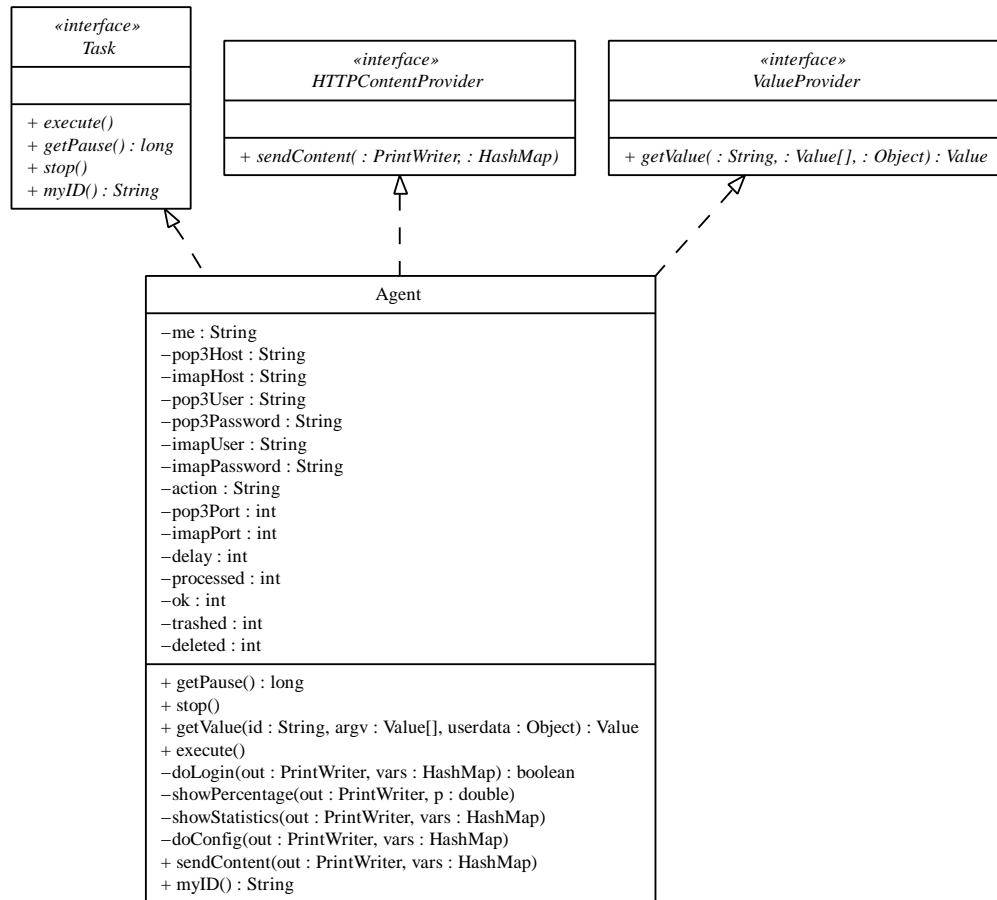 «interface»
Task
+ execute()
+ getPause() : long
+ stop()
+ myID() : String
«interface»
HTTPContentProvider
+ sendContent( : PrintWriter, : HashMap)
«interface»
ValueProvider
+ getValue( : String, : Value[], : Object) : Value
Agent
−me : String
−pop3Host : String
−imapHost : String
−pop3User : String
−pop3Password : String
−imapUser : String
−imapPassword : String
−action : String
−pop3Port : int
−imapPort : int
−delay : int
−processed : int
−ok : int
−trashed : int
−deleted : int
+ getPause() : long
+ stop()
+ getValue(id : String, argv : Value[], userdata : Object) : Value
+ execute()
−doLogin(out : PrintWriter, vars : HashMap) : boolean
−showPercentage(out : PrintWriter, p : double)
−showStatistics(out : PrintWriter, vars : HashMap)
−doConfig(out : PrintWriter, vars : HashMap)
+ sendContent(out : PrintWriter, vars : HashMap)
+ myID() : String